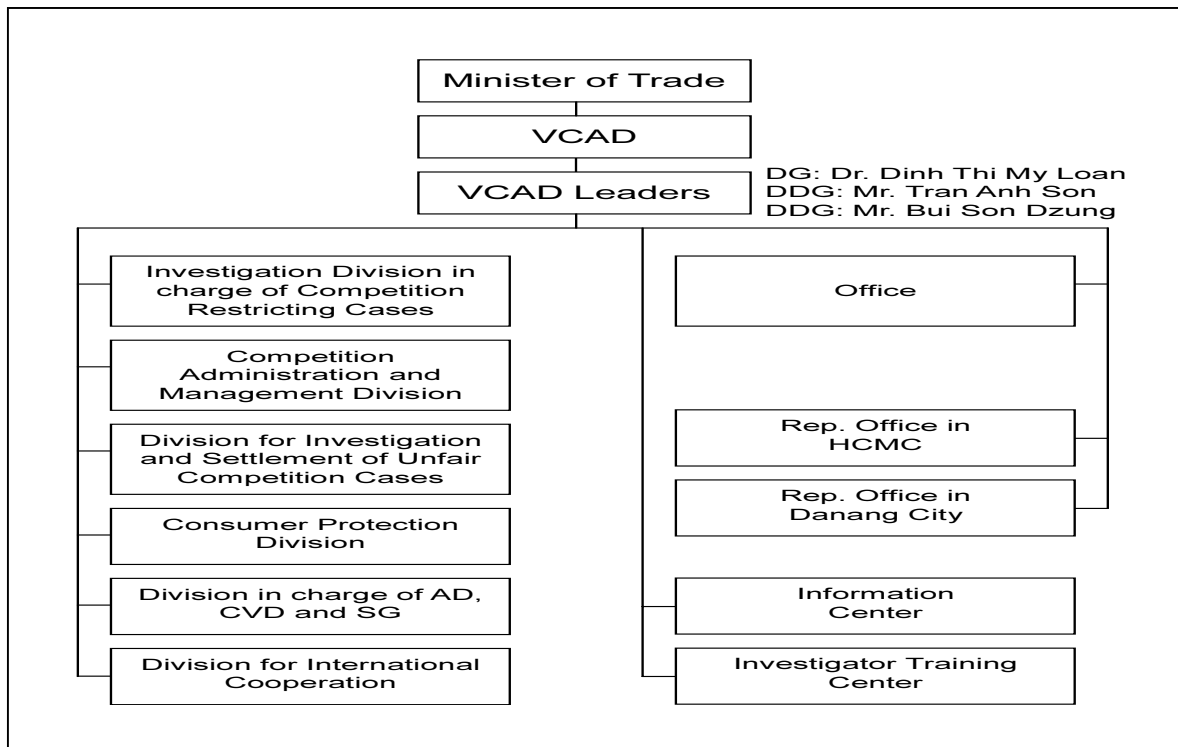 Minister of Trade
VCAD
VCAD Leaders
DG: Dr. Dinh Thi My Loan
DDG: Mr. Tran Anh Son
DDG: Mr. Bui Son Dzung
Investigation Division in
charge of Competition
Restricting Cases
Competition
Administration and
Management Division
Division for Investigation
and Settlement of Unfair
Competition Cases
Consumer Protection
Division
Division in charge of AD,
CVD and SG
Division for International
Cooperation
Office
Rep. Office in
HCMC
Rep. Office in
Danang City
Information
Center
Investigator Training
Center